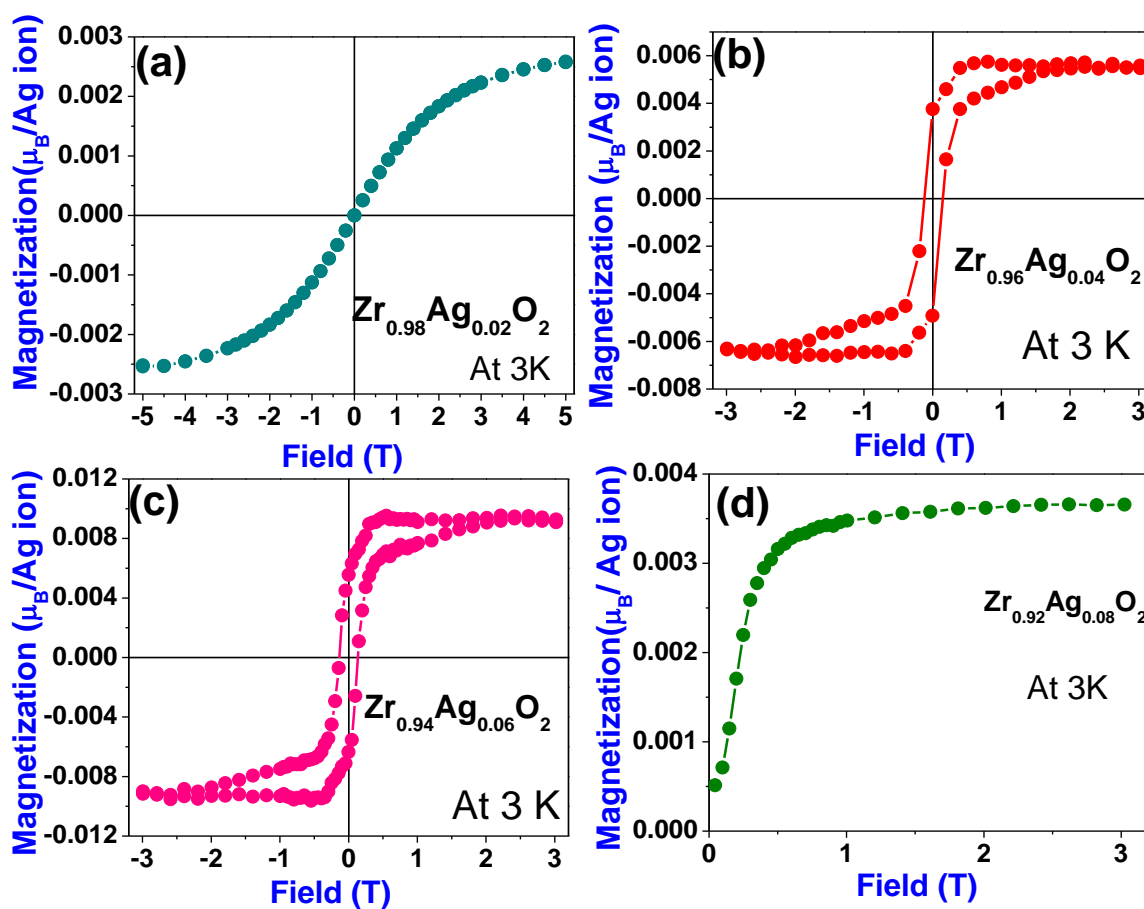 (a)
Magnetization(μB/Ag ion)
0.003
0.002
0.001
0.000
-0.001
-0.002
-0.003
-5 -4 -3 -2 -1 0 1 2 3 4 5
Field (T)
Zr0.98Ag0.02O2
At 3K
(b)
Magnetization (μB/Ag ion)
0.006
0.004
0.002
0.000
-0.002
-0.004
-0.006
-0.008
-3 -2 -1 0 1 2 3
Field (T)
Zr0.96Ag0.04O2
At 3 K
(c)
Magnetization (μB/Ag ion)
0.012
0.008
0.004
0.000
-0.004
-0.008
-0.012
-3 -2 -1 0 1 2 3
Field (T)
Zr0.94Ag0.06O2
At 3 K
(d)
Magnetization(μB/ Ag ion)
0.004
0.003
0.002
0.001
0.000
0 1 2 3
Field (T)
Zr0.92Ag0.08O2
At 3K